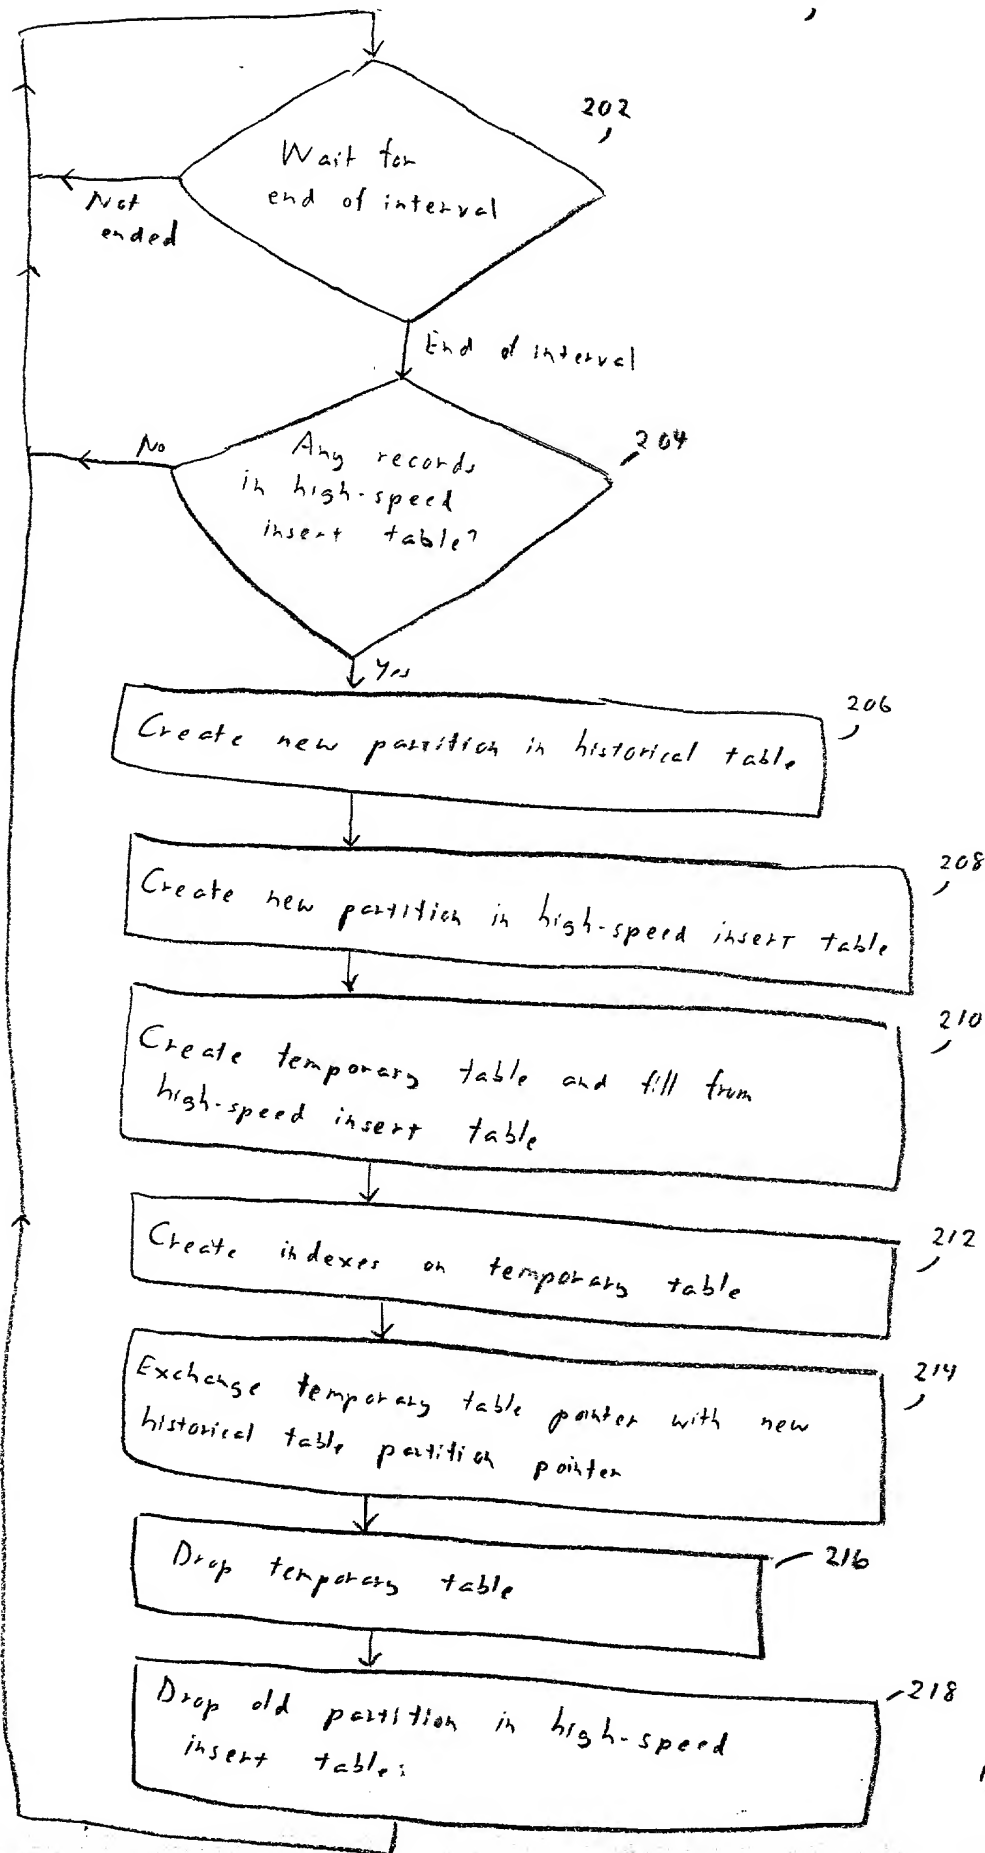 202
Wait for
end of interval
Not
ended
End of interval
204
No
Any records
in high-speed
insert table?
Yes
206
Create new partition in historical table
208
Create new partition in high-speed insert table
210
Create temporary table and fill from
high-speed insert table
212
Create indexes on temporary table
214
Exchange temporary table pointer with new
historical table partition pointer
216
Drop temporary table
218
Drop old partition in high-speed
insert table